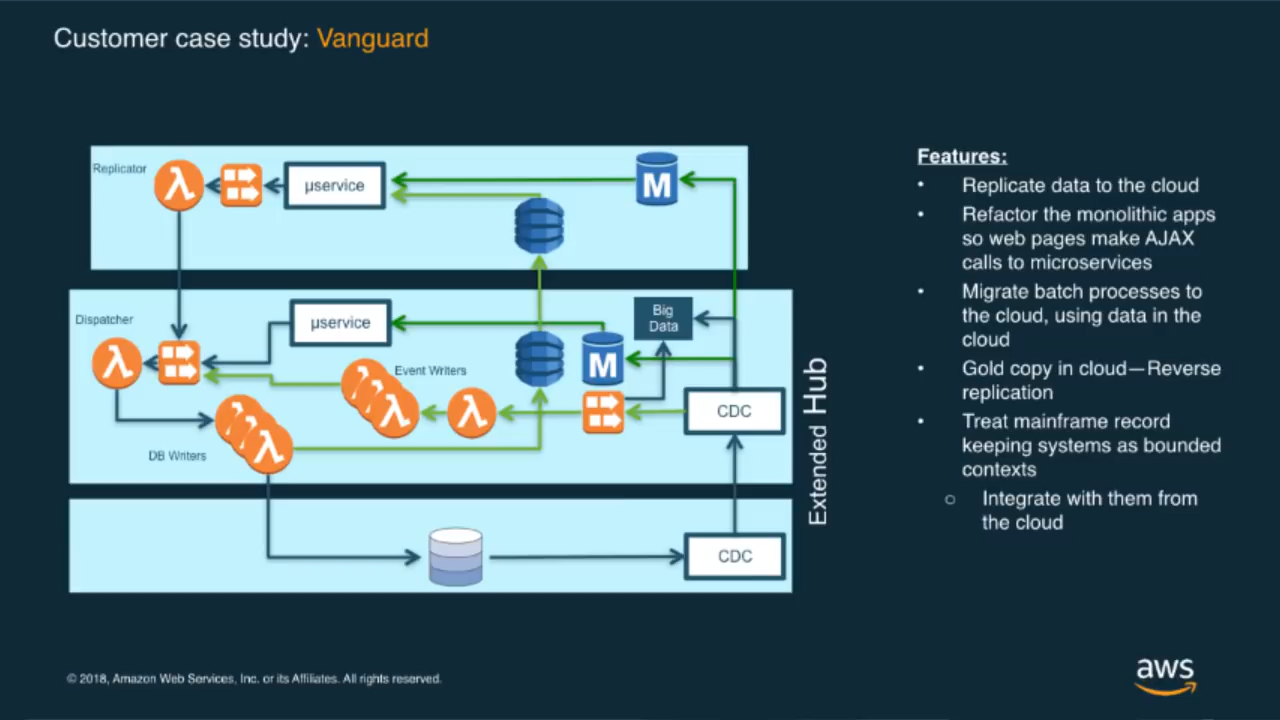 Customer case study: Vanguard
Replicator
λ
µservice
M
Dispatcher
µservice
Big
Data
λ
M
Event Writers
λ
λ
λ
λ
CDC
λ
λ
λ
DB Writers
Extended Hub
CDC
Features:
• Replicate data to the cloud
• Refactor the monolithic apps
so web pages make AJAX
calls to microservices
• Migrate batch processes to
the cloud, using data in the
cloud
• Gold copy in cloud—Reverse
replication
• Treat mainframe record
keeping systems as bounded
contexts
○ Integrate with them from
the cloud
© 2018, Amazon Web Services, Inc. or its Affiliates. All rights reserved.
aws